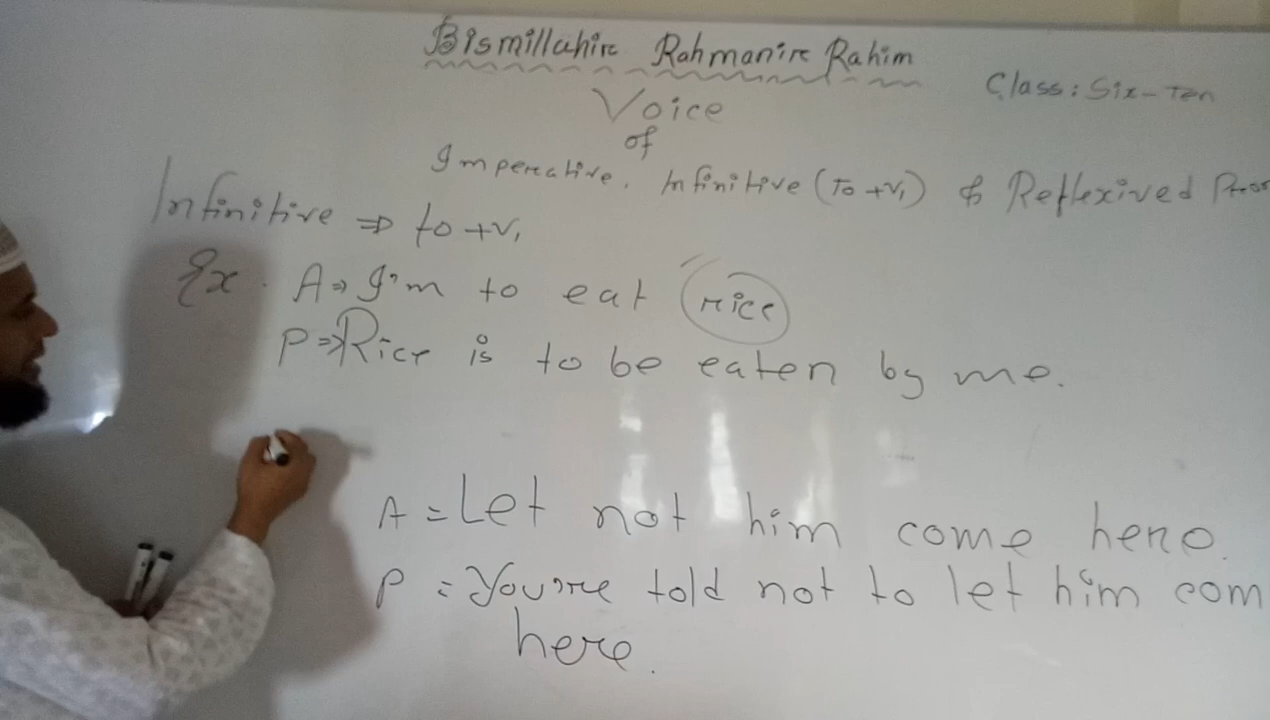 Bismillahir Rahmanir Rahim
Class: Six-Ten
Voice
of
Imperative, Infinitive (To +V₁) & Reflexived
Infinitive ⇒ to +V₁
Ex. A⇒ I'm to eat rice
P⇒ Rice is to be eaten by me.
A = Let not him come here.
P = You're told not to let him com
here.